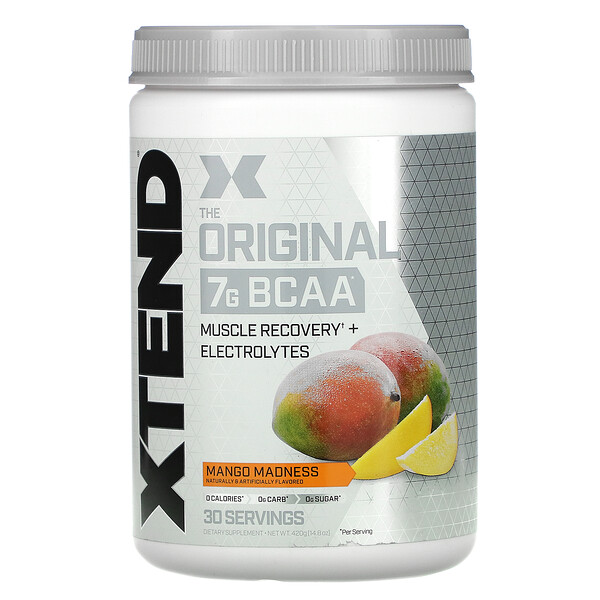 XTEND®
THE
ORIGINAL
7G BCAA*
MUSCLE RECOVERY† +
ELECTROLYTES
MANGO MADNESS
NATURALLY & ARTIFICIALLY FLAVORED
0 CALORIES* 0G CARB* 0G SUGAR*
30 SERVINGS
*Per Serving
DIETARY SUPPLEMENT • NET WT. 420g (14.8oz)